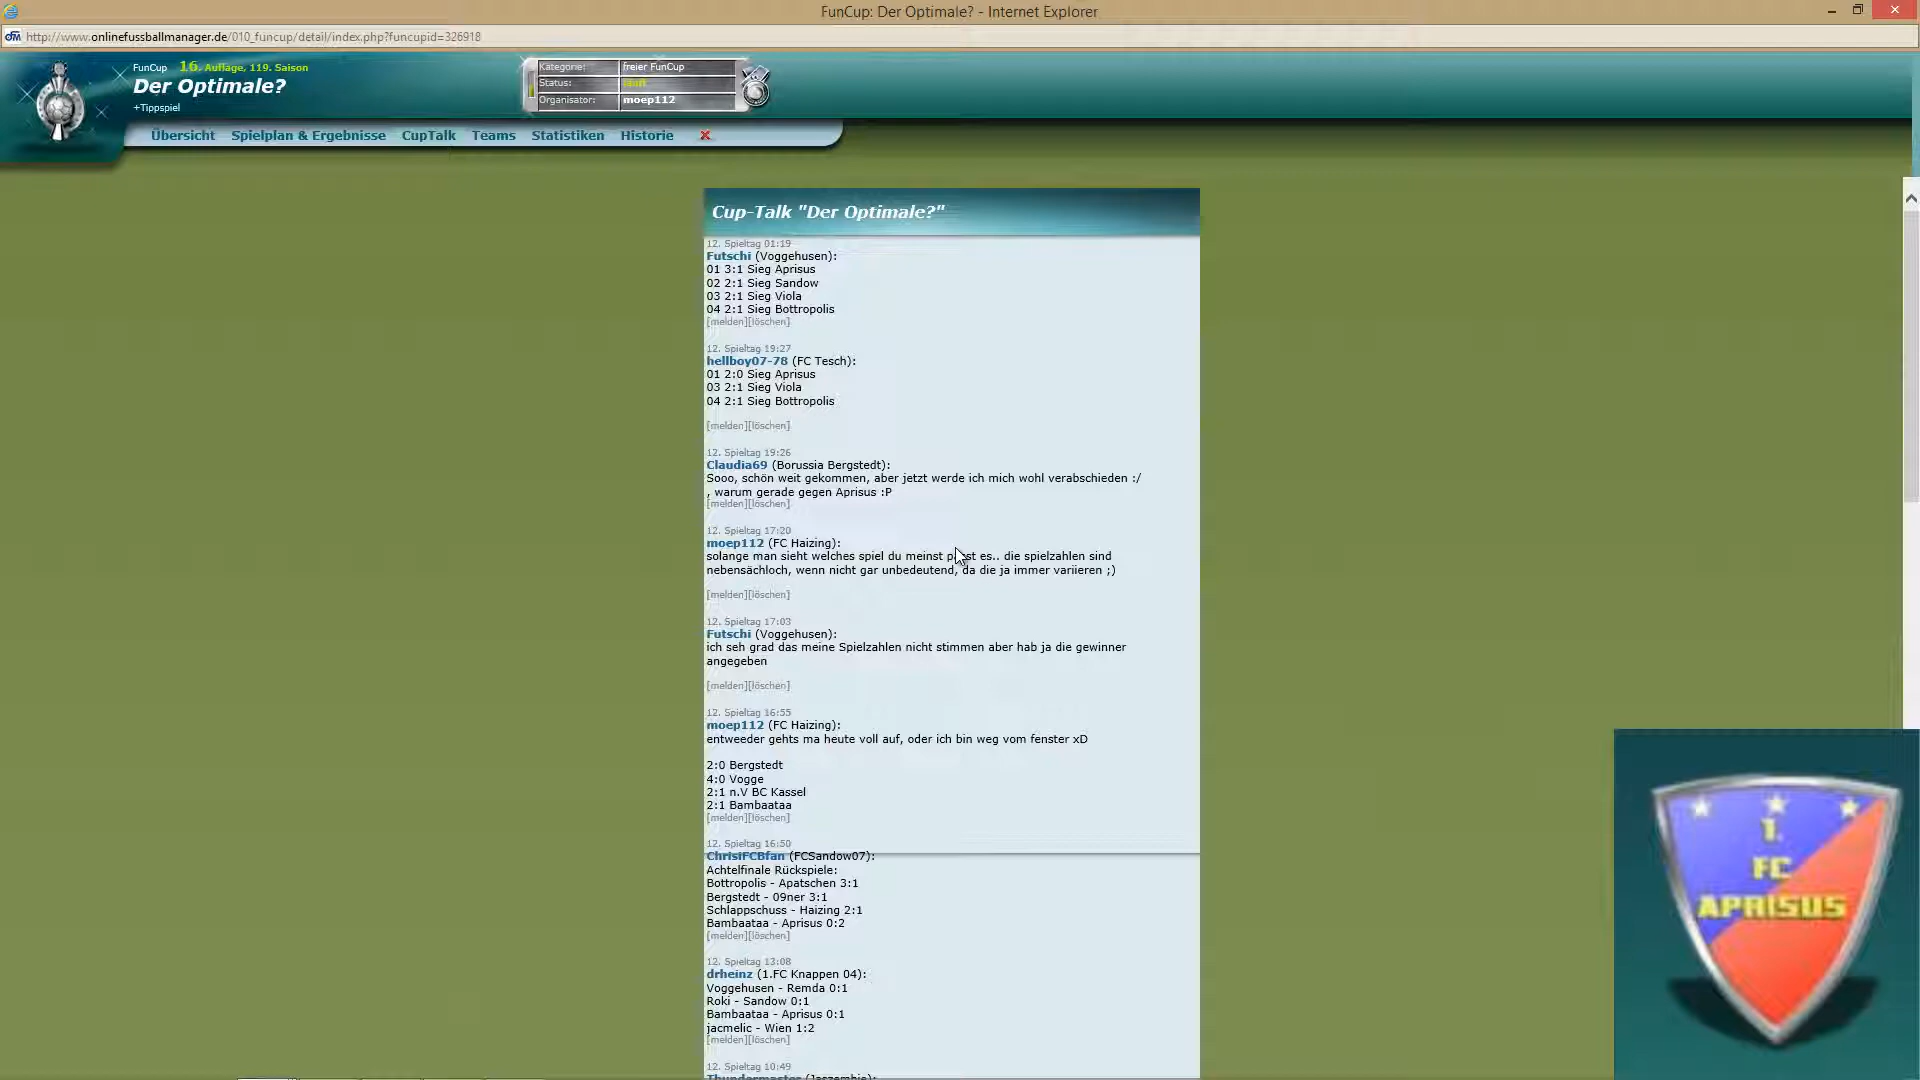 FunCup: Der Optimale? - Internet Explorer
http://www.onlinefussballmanager.de/010_funcup/detail/index.php?funcupid=326918
FunCup 16. Auflage, 119. Saison
Der Optimale?
+Tippspiel
Kategorie: freier FunCup
Status: läuft
Organisator: moep112
Übersicht Spielplan & Ergebnisse CupTalk Teams Statistiken Historie
Cup-Talk "Der Optimale?"
12. Spieltag 01:19
Futschi (Voggehusen):
01 3:1 Sieg Aprisus
02 2:1 Sieg Sandow
03 2:1 Sieg Viola
04 2:1 Sieg Bottropolis
[melden][löschen]
12. Spieltag 19:27
hellboy07-78 (FC Tesch):
01 2:0 Sieg Aprisus
03 2:1 Sieg Viola
04 2:1 Sieg Bottropolis
[melden][löschen]
12. Spieltag 19:26
Claudia69 (Borussia Bergstedt):
Sooo, schön weit gekommen, aber jetzt werde ich mich wohl verabschieden :/
, warum gerade gegen Aprisus :P
[melden][löschen]
12. Spieltag 17:20
moep112 (FC Haizing):
solange man sieht welches spiel du meinst passt es.. die spielzahlen sind
nebensächloch, wenn nicht gar unbedeutend, da die ja immer variieren ;)
[melden][löschen]
12. Spieltag 17:03
Futschi (Voggehusen):
ich seh grad das meine Spielzahlen nicht stimmen aber hab ja die gewinner
angegeben
[melden][löschen]
12. Spieltag 16:55
moep112 (FC Haizing):
entweeder gehts ma heute voll auf, oder ich bin weg vom fenster xD
2:0 Bergstedt
4:0 Vogge
2:1 n.V BC Kassel
2:1 Bambaataa
[melden][löschen]
12. Spieltag 16:50
ChrisiFCBfan (FCSandow07):
Achtelfinale Rückspiele:
Bottropolis - Apatschen 3:1
Bergstedt - 09ner 3:1
Schlappschuss - Haizing 2:1
Bambaataa - Aprisus 0:2
[melden][löschen]
12. Spieltag 13:08
drheinz (1.FC Knappen 04):
Voggehusen - Remda 0:1
Roki - Sandow 0:1
Bambaataa - Aprisus 0:1
jacmelic - Wien 1:2
[melden][löschen]
12. Spieltag 10:49
Thundermaster (Jaszembie):
1.
FC
APRISUS